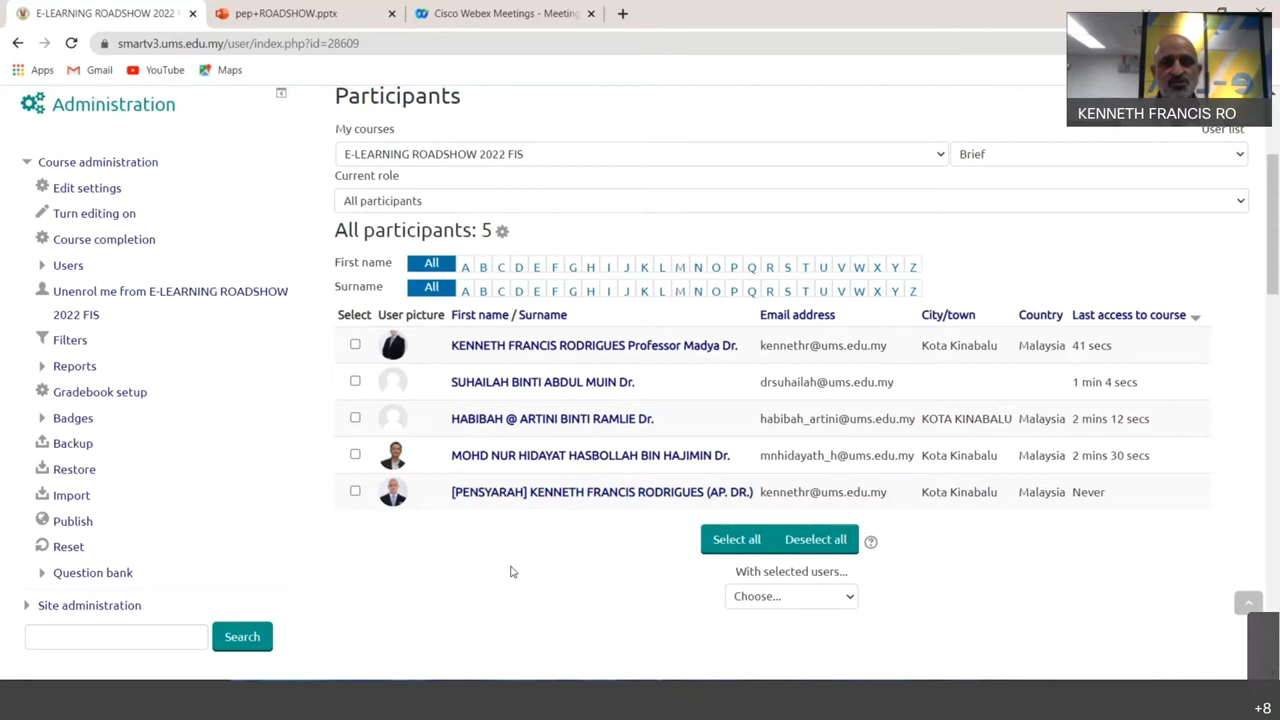 E-LEARNING ROADSHOW 2022
pep+ROADSHOW.pptx
Cisco Webex Meetings - Meeting
smartv3.ums.edu.my/user/index.php?id=28609
Apps Gmail YouTube Maps
KENNETH FRANCIS RO
Administration
Course administration
Edit settings
Turn editing on
Course completion
Users
Unenrol me from E-LEARNING ROADSHOW
2022 FIS
Filters
Reports
Gradebook setup
Badges
Backup
Restore
Import
Publish
Reset
Question bank
Site administration
Search
Participants
My courses
User list
E-LEARNING ROADSHOW 2022 FIS
Brief
Current role
All participants
All participants: 5
First name All A B C D E F G H I J K L M N O P Q R S T U V W X Y Z
Surname All A B C D E F G H I J K L M N O P Q R S T U V W X Y Z
Select User picture First name / Surname Email address City/town Country Last access to course
KENNETH FRANCIS RODRIGUES Professor Madya Dr. kennethr@ums.edu.my Kota Kinabalu Malaysia 41 secs
SUHAILAH BINTI ABDUL MUIN Dr. drsuhailah@ums.edu.my Malaysia 1 min 4 secs
HABIBAH @ ARTINI BINTI RAMLIE Dr. habibah_artini@ums.edu.my KOTA KINABALU Malaysia 2 mins 12 secs
MOHD NUR HIDAYAT HASBOLLAH BIN HAJIMIN Dr. mnhidayath_h@ums.edu.my Kota Kinabalu Malaysia 2 mins 30 secs
[PENSYARAH] KENNETH FRANCIS RODRIGUES (AP. DR.) kennethr@ums.edu.my Kota Kinabalu Malaysia Never
Select all Deselect all
With selected users...
Choose...
+8